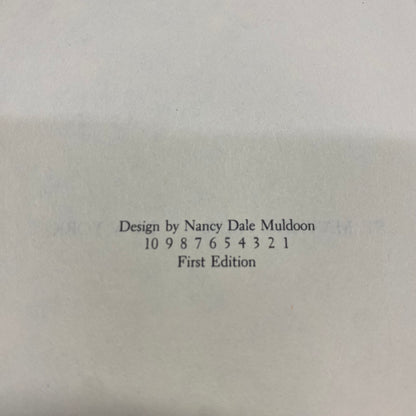 Design by Nancy Dale Muldoon
10 9 8 7 6 5 4 3 2 1
First Edition